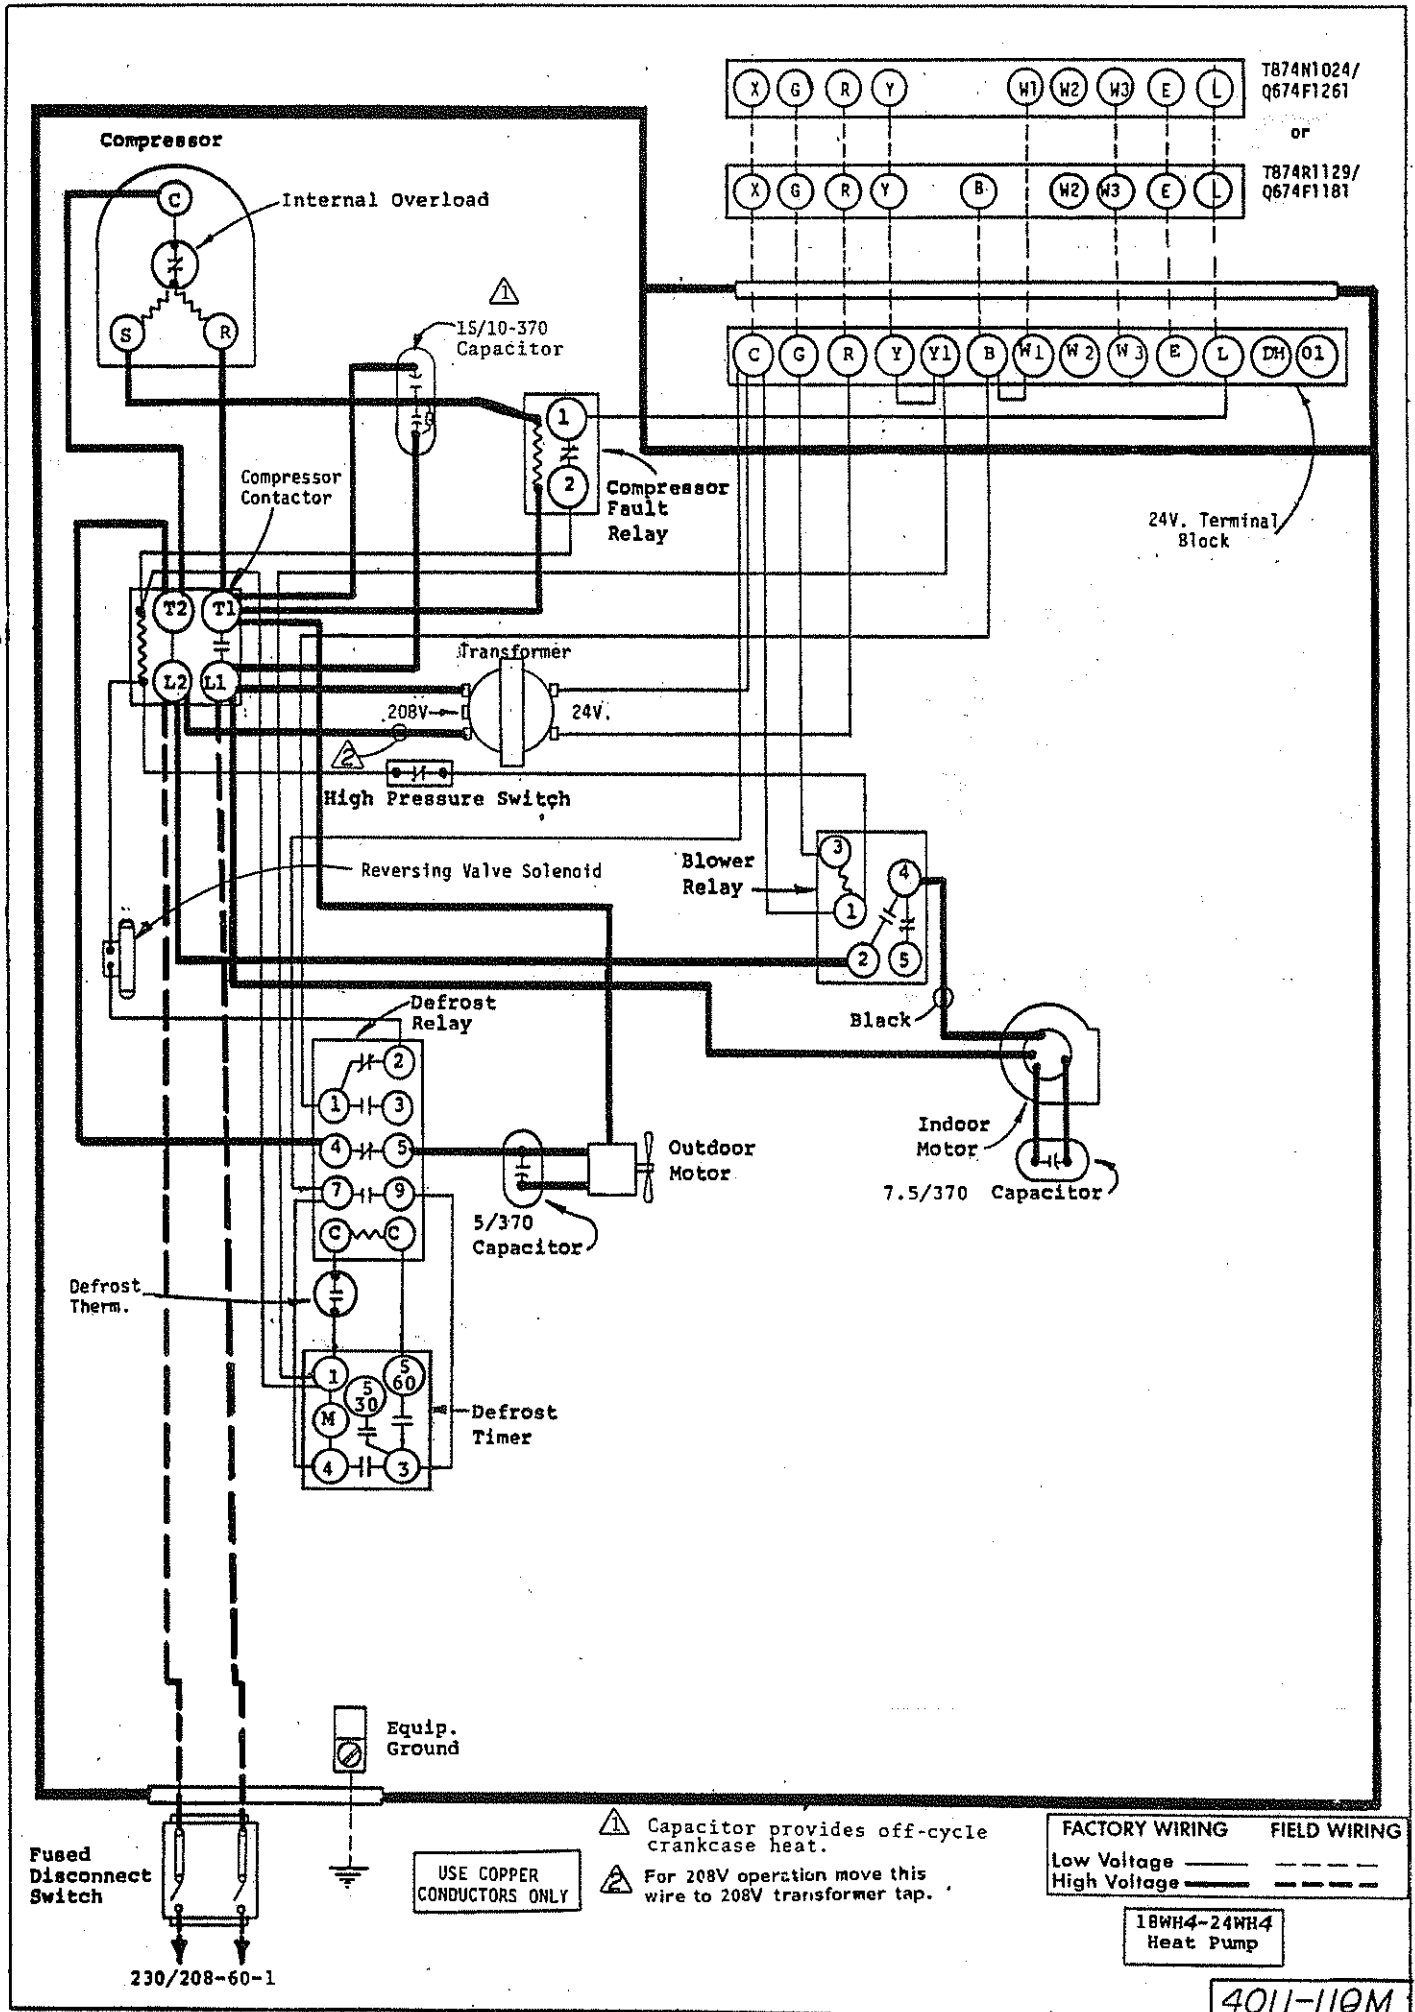 X G R Y W1 W2 W3 E L
T874N1024/
Q674F1261
or
X G R Y B W2 W3 E L
T874R1129/
Q674F1181
Compressor
C
Internal Overload
S R
1
15/10-370
Capacitor
C G R Y Y1 B W1 W2 W3 E L DH O1
24V. Terminal
Block
1
2
Compressor
Fault
Relay
Compressor
Contactor
T2 T1
L2 L1
Transformer
208V
24V.
2
High Pressure Switch
Reversing Valve Solenoid
Blower
Relay
3
4
1
2 5
Black
Defrost
Relay
2
1 3
4 5
7 9
C C
Outdoor
Motor
5/370
Capacitor
Indoor
Motor
7.5/370 Capacitor
Defrost
Therm.
1
5
30
5
60
M
4 3
Defrost
Timer
Equip.
Ground
Fused
Disconnect
Switch
230/208-60-1
USE COPPER
CONDUCTORS ONLY
1 Capacitor provides off-cycle
crankcase heat.
2 For 208V operation move this
wire to 208V transformer tap.
FACTORY WIRING FIELD WIRING
Low Voltage
High Voltage
18WH4-24WH4
Heat Pump
4011-119M